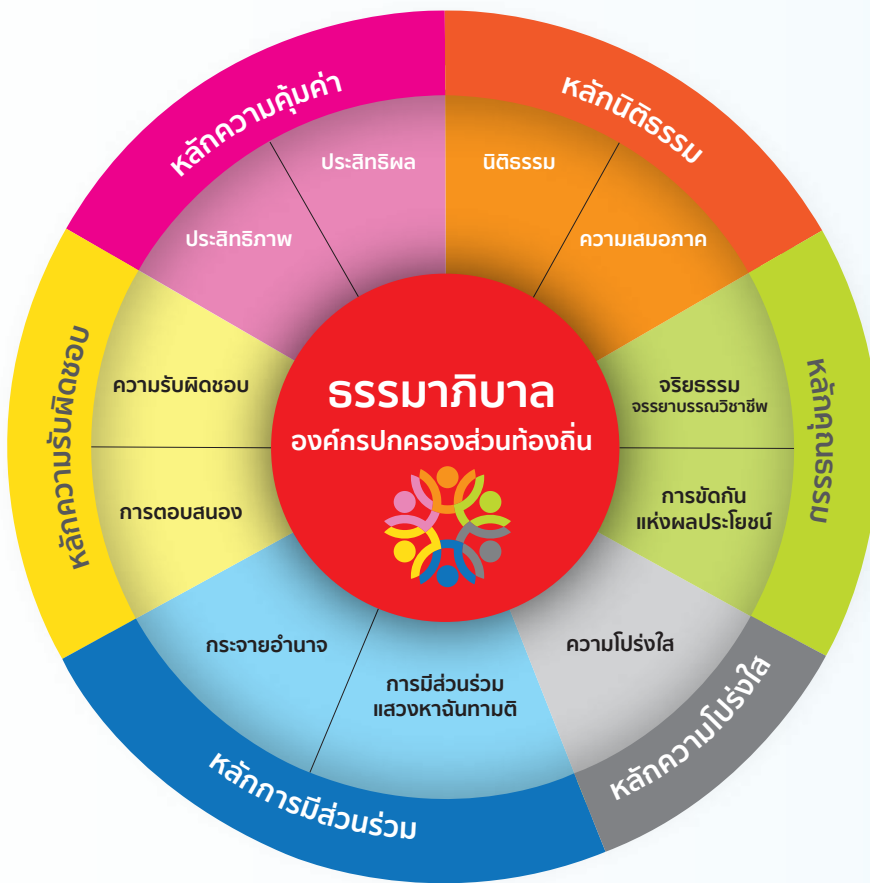 ธรรมาภิบาล
องค์กรปกครองส่วนท้องถิ่น
หลักนิติธรรม
นิติธรรม
ความเสมอภาค
หลักคุณธรรม
จริยธรรม
จรรยาบรรณวิชาชีพ
การขัดกัน
แห่งผลประโยชน์
หลักความโปร่งใส
ความโปร่งใส
หลักการมีส่วนร่วม
การมีส่วนร่วม
แสวงหาฉันทามติ
กระจายอำนาจ
หลักความรับผิดชอบ
การตอบสนอง
ความรับผิดชอบ
หลักความคุ้มค่า
ประสิทธิภาพ
ประสิทธิผล